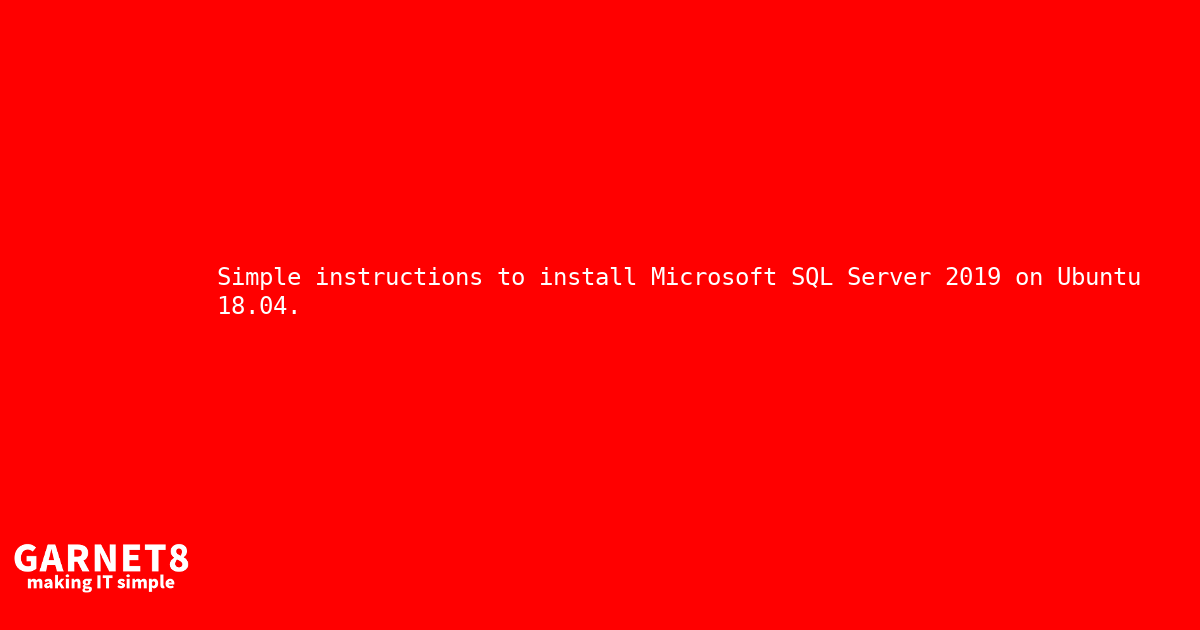 Simple instructions to install Microsoft SQL Server 2019 on Ubuntu
18.04.
GARNET8
making IT simple